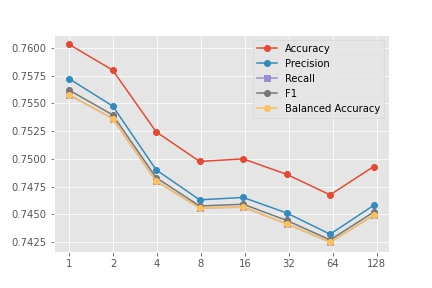 0.7600
0.7575
0.7550
0.7525
0.7500
0.7475
0.7450
0.7425
Accuracy
Precision
Recall
F1
Balanced Accuracy
1 2 4 8 16 32 64 128